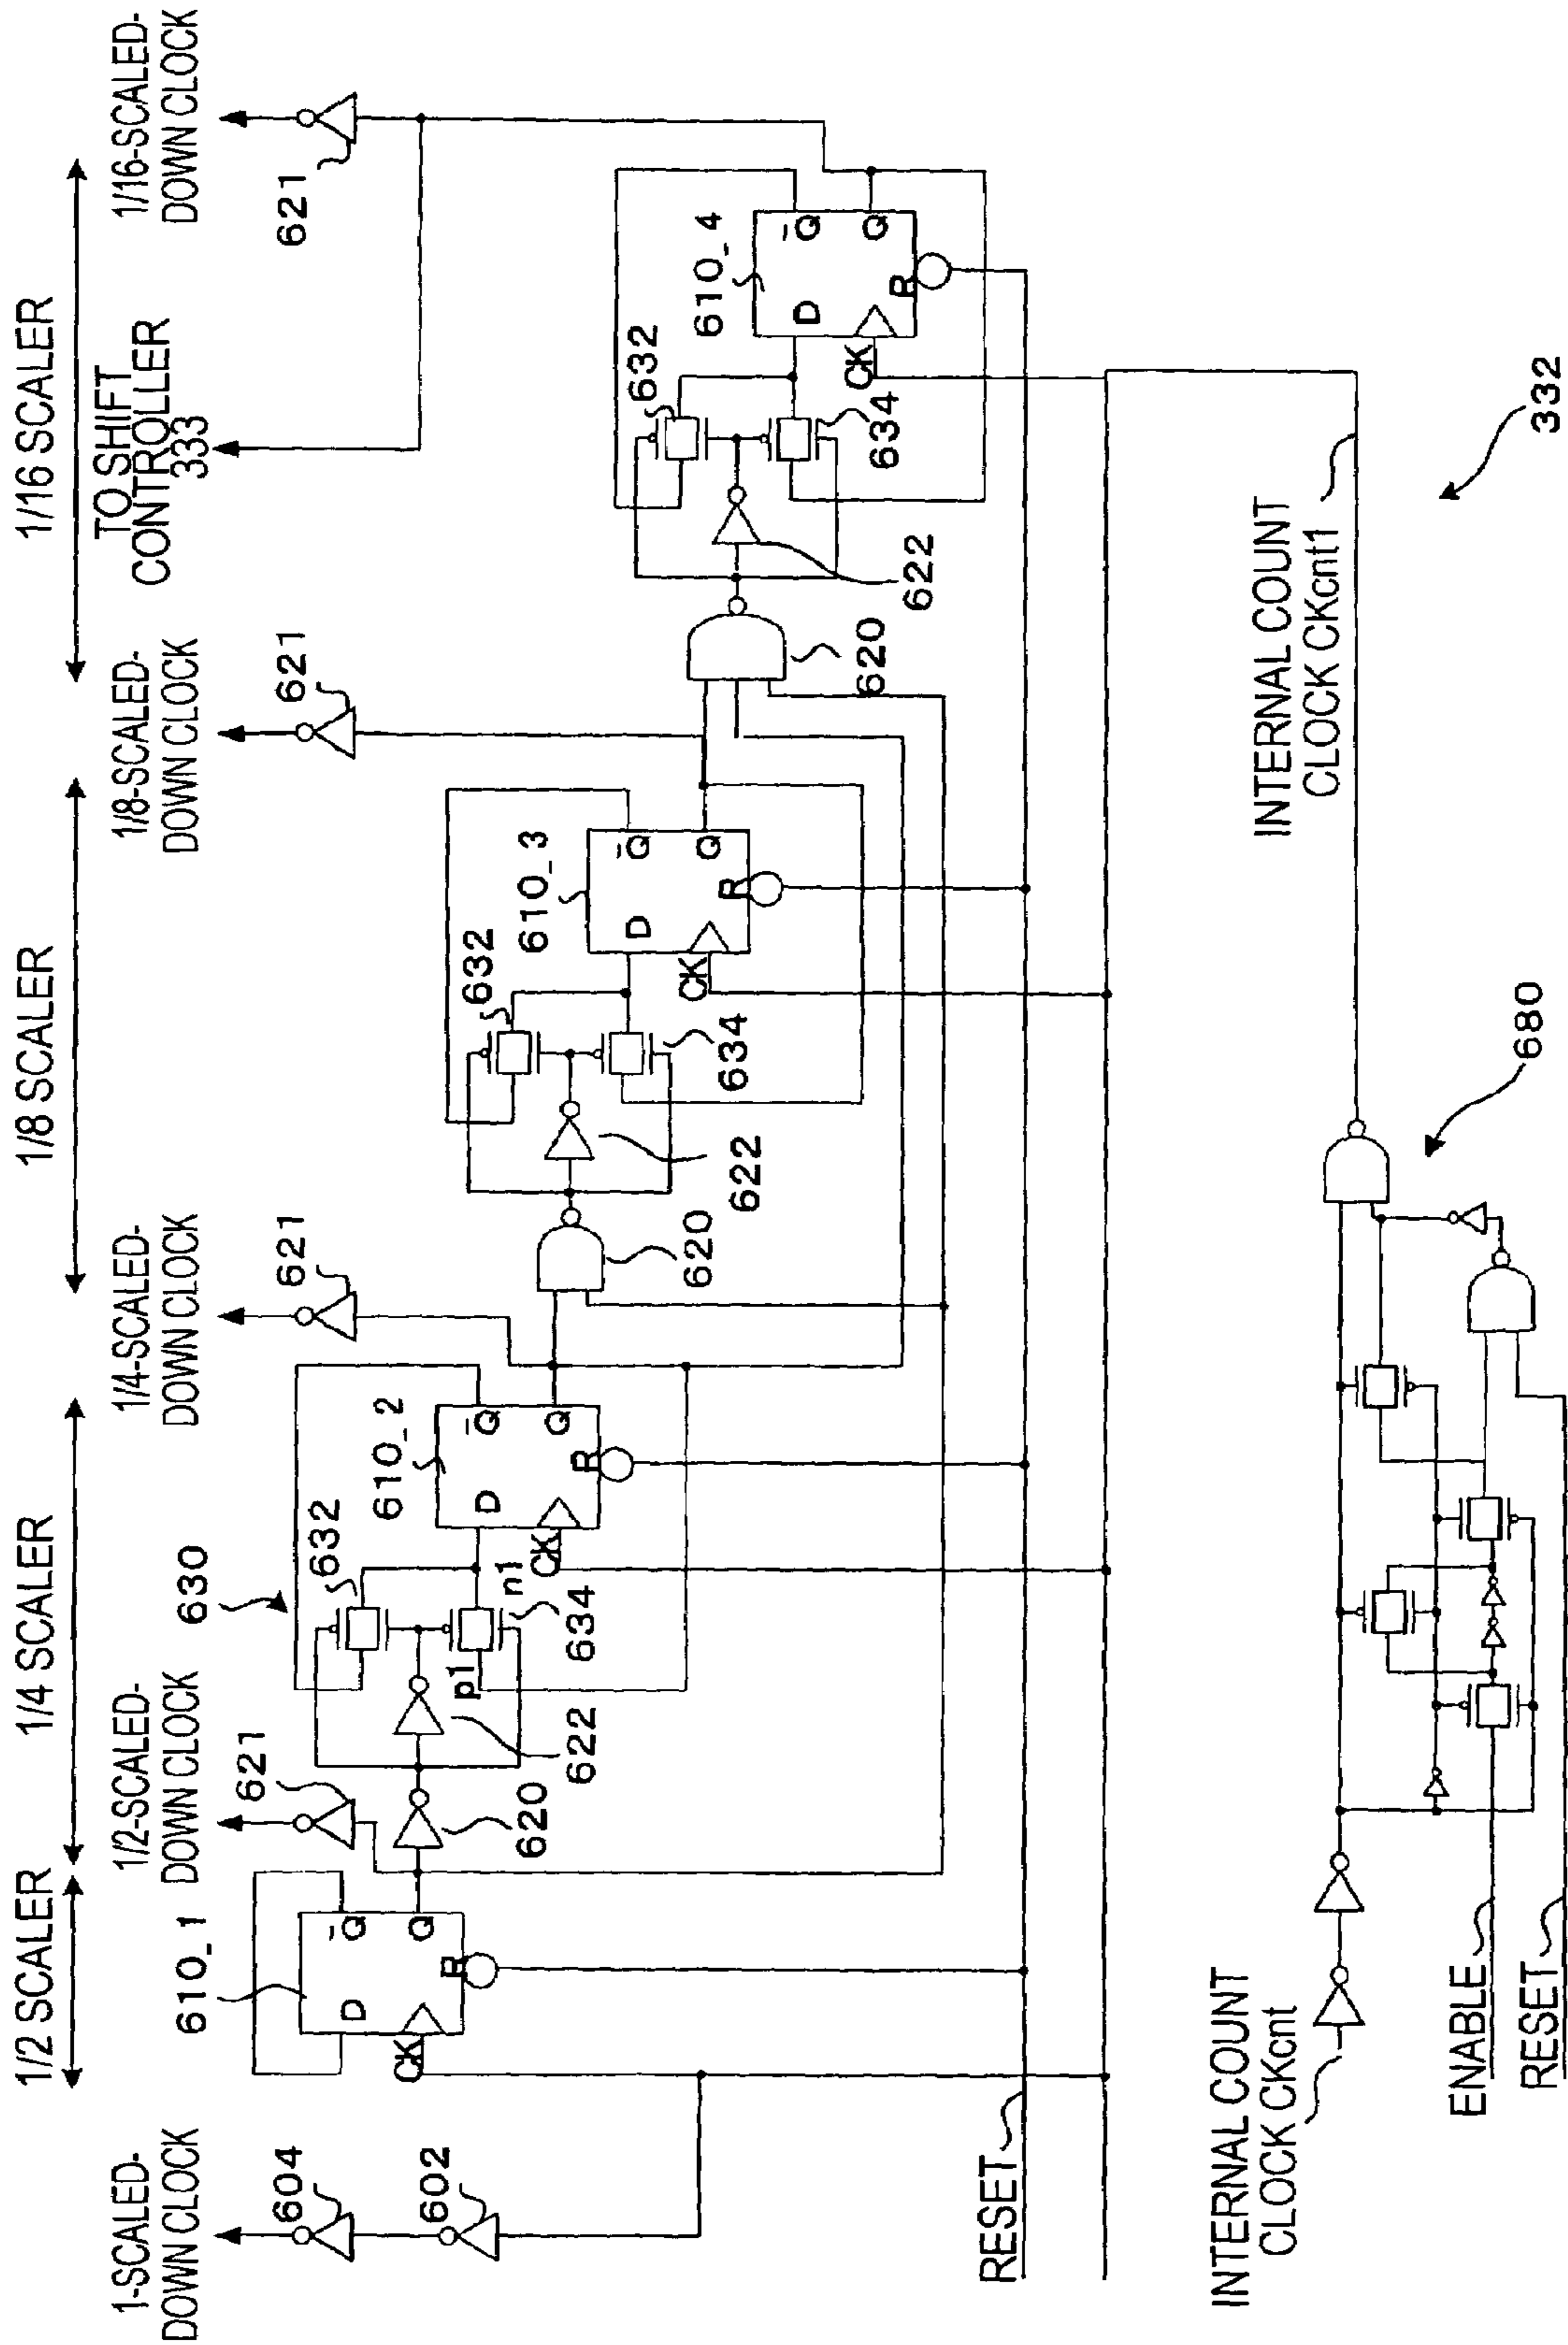 1/2 SCALER
1/4 SCALER
1/8 SCALER
1/16 SCALER
1-SCALED-
DOWN CLOCK
1/2-SCALED-
DOWN CLOCK
1/4-SCALED-
DOWN CLOCK
1/8-SCALED-
DOWN CLOCK
TO SHIFT
CONTROLLER
333
1/16-SCALED-
DOWN CLOCK
604
602
610_1
D
Q
Q
CK
R
621
620
622
630
632
634
p1
n1
610_2
D
Q
Q
CK
R
621
620
622
632
634
610_3
D
Q
Q
CK
R
621
620
622
632
634
610_4
D
Q
Q
CK
R
621
RESET
INTERNAL COUNT
CLOCK CKcnt
ENABLE
RESET
680
INTERNAL COUNT
CLOCK CKcnt1
332